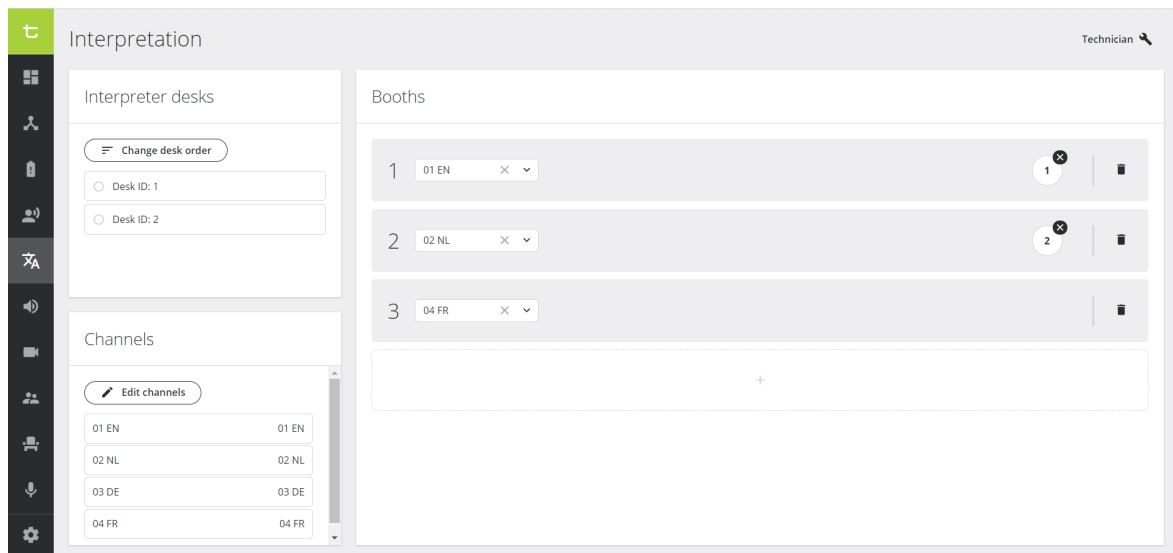 Interpretation
Technician
Interpreter desks
Change desk order
Desk ID: 1
Desk ID: 2
Channels
Edit channels
01 EN 01 EN
02 NL 02 NL
03 DE 03 DE
04 FR 04 FR
Booths
1 01 EN 1
2 02 NL 2
3 04 FR
+